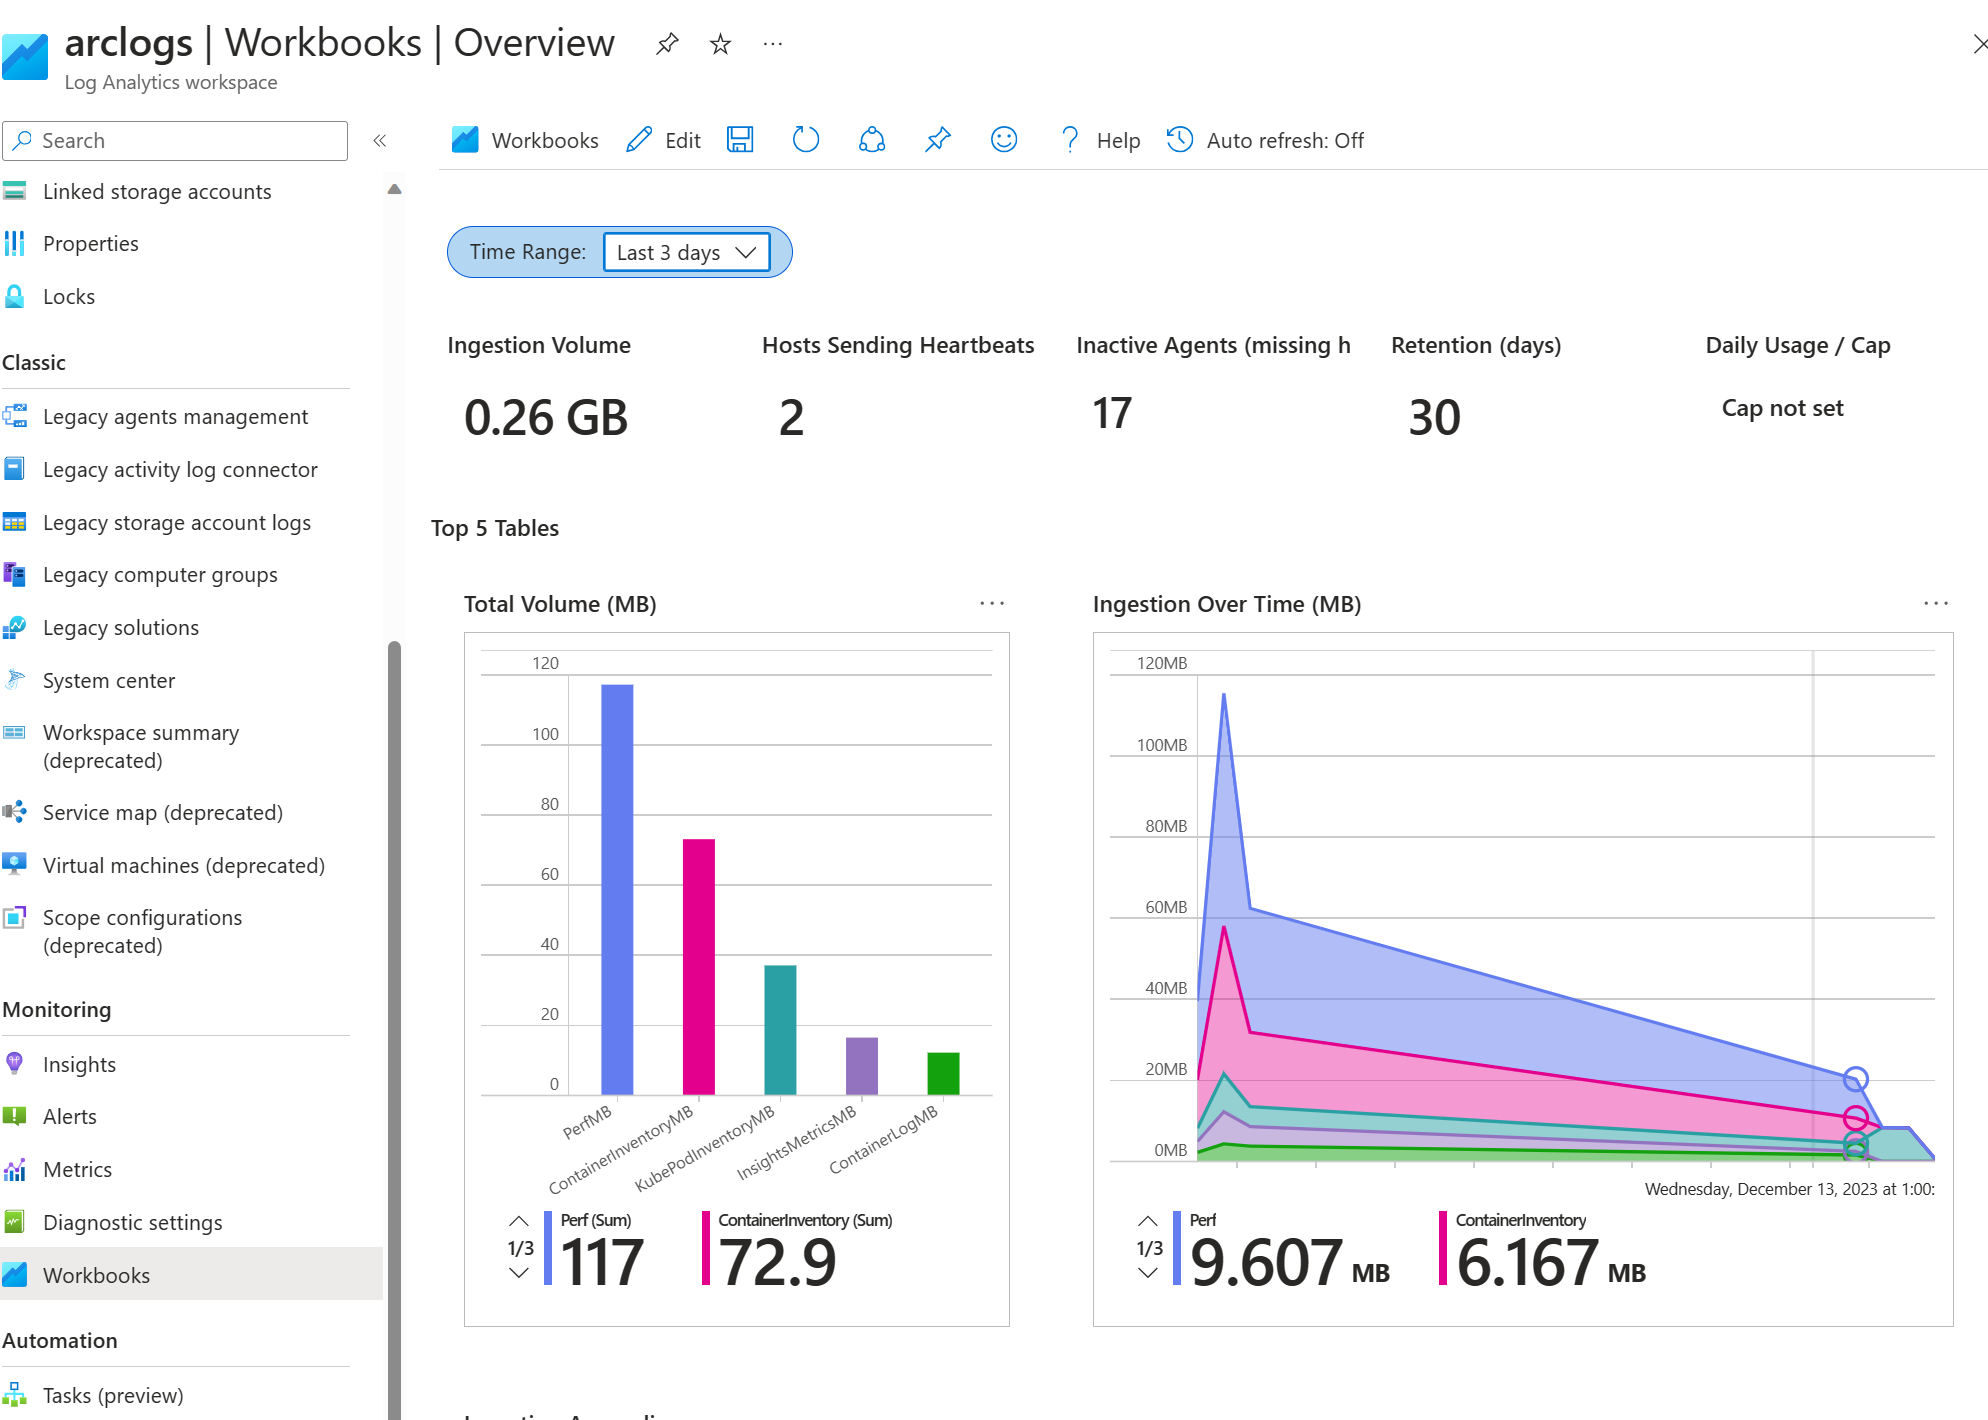 arclogs | Workbooks | Overview
Log Analytics workspace
Search
Linked storage accounts
Properties
Locks
Classic
Legacy agents management
Legacy activity log connector
Legacy storage account logs
Legacy computer groups
Legacy solutions
System center
Workspace summary
(deprecated)
Service map (deprecated)
Virtual machines (deprecated)
Scope configurations
(deprecated)
Monitoring
Insights
Alerts
Metrics
Diagnostic settings
Workbooks
Automation
Tasks (preview)
Workbooks Edit Help Auto refresh: Off
Time Range: Last 3 days
Ingestion Volume
0.26 GB
Hosts Sending Heartbeats
2
Inactive Agents (missing h
17
Retention (days)
30
Daily Usage / Cap
Cap not set
Top 5 Tables
Total Volume (MB)
120
100
80
60
40
20
0
PerfMB
ContainerInventoryMB
KubePodInventoryMB
InsightsMetricsMB
ContainerLogMB
1/3
Perf (Sum)
117
ContainerInventory (Sum)
72.9
Ingestion Over Time (MB)
120MB
100MB
80MB
60MB
40MB
20MB
0MB
Wednesday, December 13, 2023 at 1:00:
1/3
Perf
9.607 MB
ContainerInventory
6.167 MB